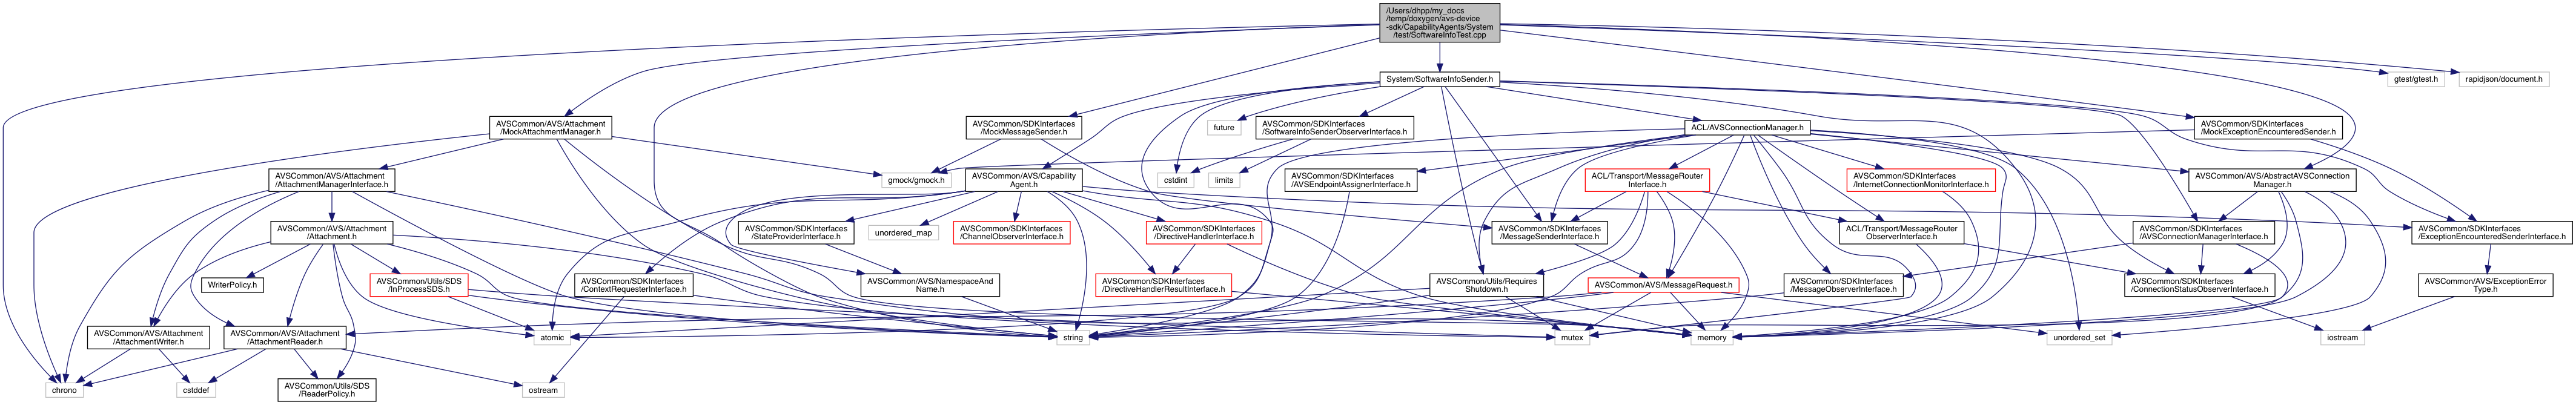 /Users/dhpp/my_docs
/temp/doxygen/avs-device
-sdk/CapabilityAgents/System
/test/SoftwareInfoTest.cpp
System/SoftwareInfoSender.h
gtest/gtest.h
rapidjson/document.h
AVSCommon/AVS/Attachment
/MockAttachmentManager.h
AVSCommon/SDKInterfaces
/MockMessageSender.h
future
AVSCommon/SDKInterfaces
/SoftwareInfoSenderObserverInterface.h
ACL/AVSConnectionManager.h
AVSCommon/SDKInterfaces
/MockExceptionEncounteredSender.h
AVSCommon/AVS/Attachment
/AttachmentManagerInterface.h
gmock/gmock.h
AVSCommon/AVS/Capability
Agent.h
cstdint
limits
AVSCommon/SDKInterfaces
/AVSEndpointAssignerInterface.h
ACL/Transport/MessageRouter
Interface.h
AVSCommon/SDKInterfaces
/InternetConnectionMonitorInterface.h
AVSCommon/AVS/AbstractAVSConnection
Manager.h
AVSCommon/AVS/Attachment
/Attachment.h
AVSCommon/SDKInterfaces
/StateProviderInterface.h
unordered_map
AVSCommon/SDKInterfaces
/ChannelObserverInterface.h
AVSCommon/SDKInterfaces
/DirectiveHandlerInterface.h
AVSCommon/SDKInterfaces
/MessageSenderInterface.h
ACL/Transport/MessageRouter
ObserverInterface.h
AVSCommon/SDKInterfaces
/AVSConnectionManagerInterface.h
AVSCommon/SDKInterfaces
/ExceptionEncounteredSenderInterface.h
WriterPolicy.h
AVSCommon/Utils/SDS
/InProcessSDS.h
AVSCommon/SDKInterfaces
/ContextRequesterInterface.h
AVSCommon/AVS/NamespaceAnd
Name.h
AVSCommon/SDKInterfaces
/DirectiveHandlerResultInterface.h
AVSCommon/Utils/Requires
Shutdown.h
AVSCommon/AVS/MessageRequest.h
AVSCommon/SDKInterfaces
/MessageObserverInterface.h
AVSCommon/SDKInterfaces
/ConnectionStatusObserverInterface.h
AVSCommon/AVS/ExceptionError
Type.h
AVSCommon/AVS/Attachment
/AttachmentWriter.h
AVSCommon/AVS/Attachment
/AttachmentReader.h
atomic
string
mutex
memory
unordered_set
iostream
chrono
cstddef
AVSCommon/Utils/SDS
/ReaderPolicy.h
ostream